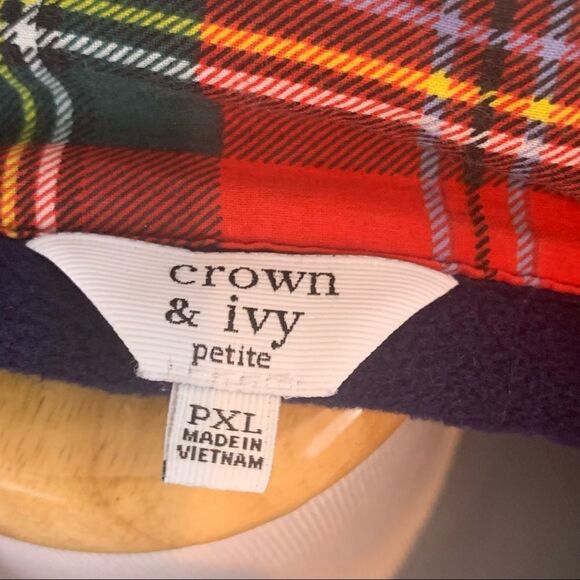 crown
& ivy
petite
PXL
MADE IN
VIETNAM